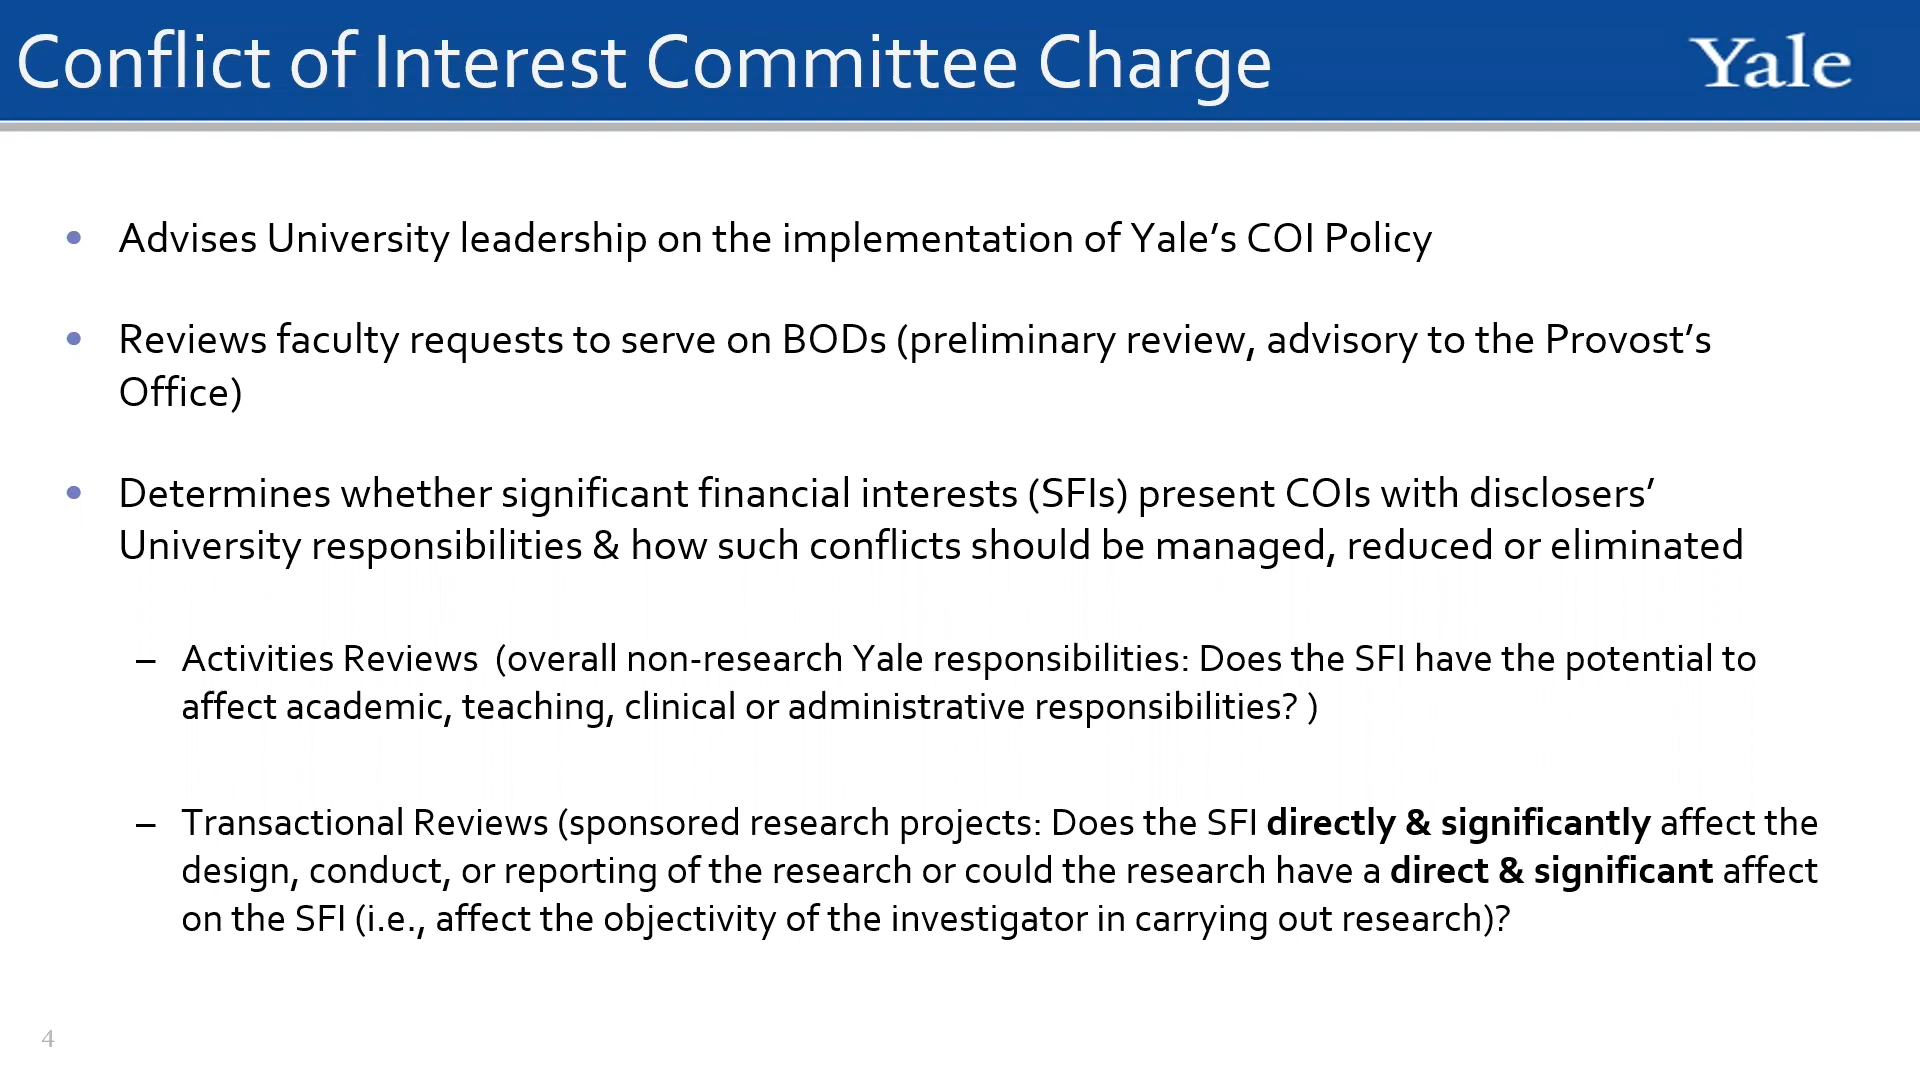 Conflict of Interest Committee Charge
Yale
• Advises University leadership on the implementation of Yale’s COI Policy
• Reviews faculty requests to serve on BODs (preliminary review, advisory to the Provost’s
Office)
• Determines whether significant financial interests (SFIs) present COIs with disclosers’
University responsibilities & how such conflicts should be managed, reduced or eliminated
– Activities Reviews  (overall non-research Yale responsibilities: Does the SFI have the potential to
affect academic, teaching, clinical or administrative responsibilities? )
– Transactional Reviews (sponsored research projects: Does the SFI directly & significantly affect the
design, conduct, or reporting of the research or could the research have a direct & significant affect
on the SFI (i.e., affect the objectivity of the investigator in carrying out research)?
4